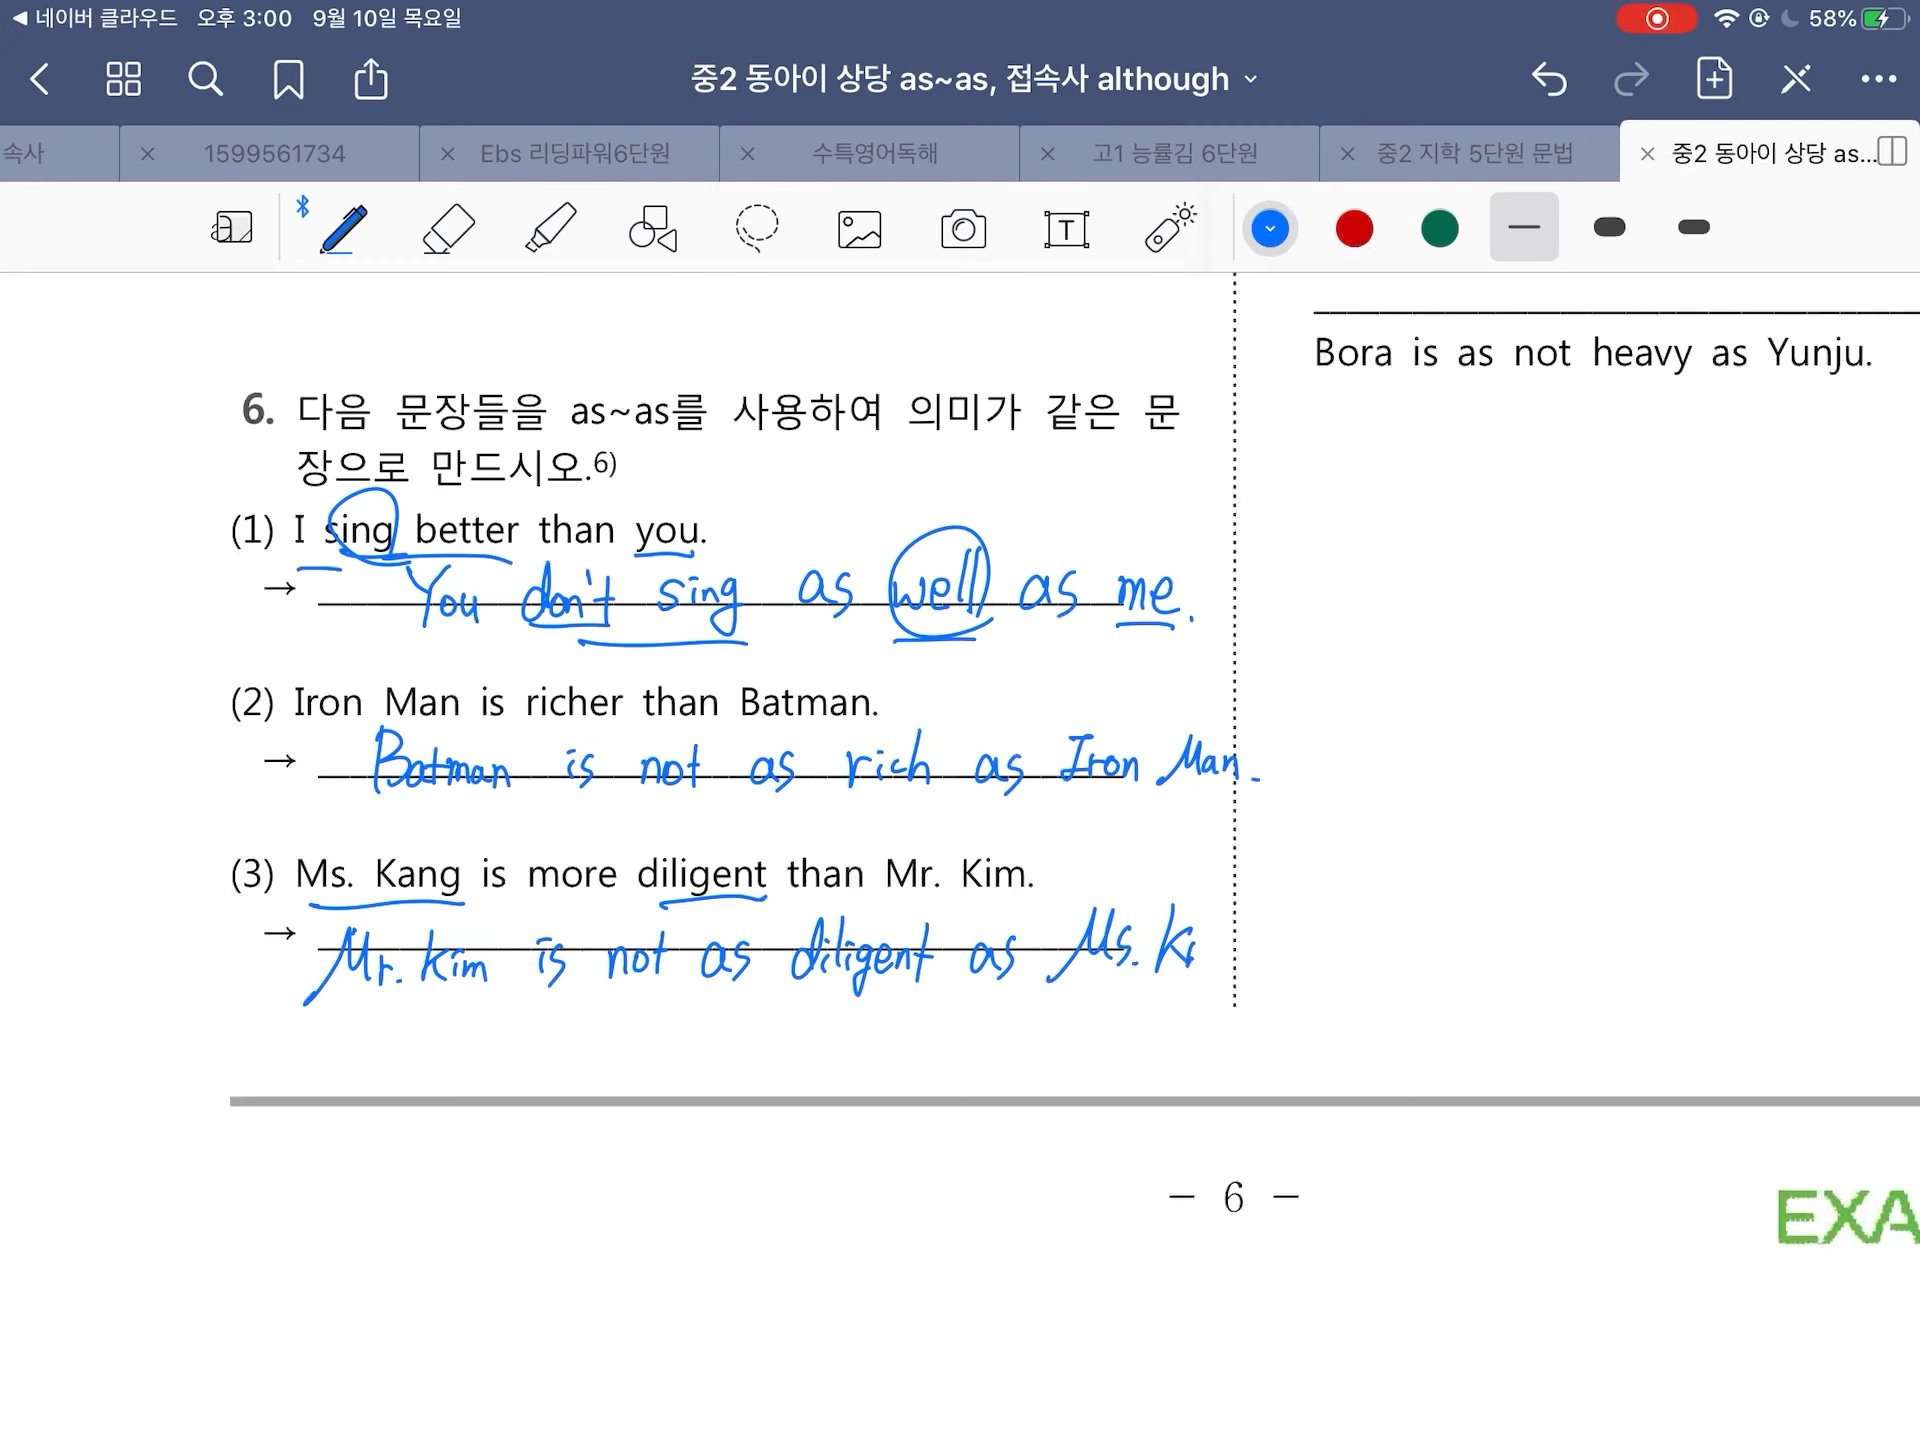 ◀ 네이버 클라우드 오후 3:00 9월 10일 목요일 58%
중2 동아이 상당 as~as, 접속사 although
속사 × 1599561734 × Ebs 리딩파워6단원 × 수특영어독해 × 고1 능률김 6단원 × 중2 지학 5단원 문법 × 중2 동아이 상당 as...
T
6. 다음 문장들을 as~as를 사용하여 의미가 같은 문
장으로 만드시오.6)
(1) I sing better than you.
→ You don't sing as well as me.
(2) Iron Man is richer than Batman.
→ Batman is not as rich as Iron Man.
(3) Ms. Kang is more diligent than Mr. Kim.
→ Mr. Kim is not as diligent as Ms. K
Bora is as not heavy as Yunju.
- 6 -
EXA